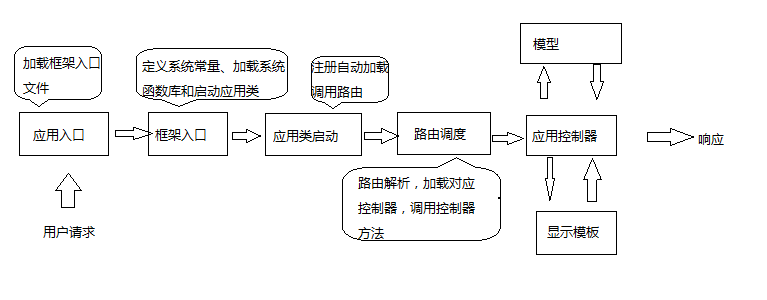 模型
加载框架入口
文件
定义系统常量、加载系统
函数库和启动应用类
注册自动加载
调用路由
应用入口
框架入口
应用类启动
路由调度
应用控制器
响应
路由解析，加载对应
控制器，调用控制器
方法
用户请求
显示模板